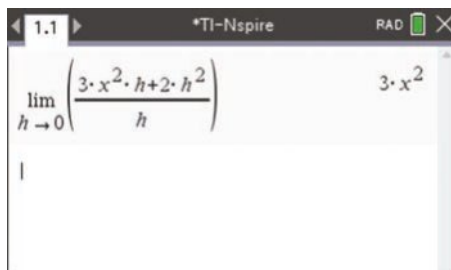 1.1 *TI-Nspire RAD
lim h→0 (3·x²·h+2·h² / h) 3·x²